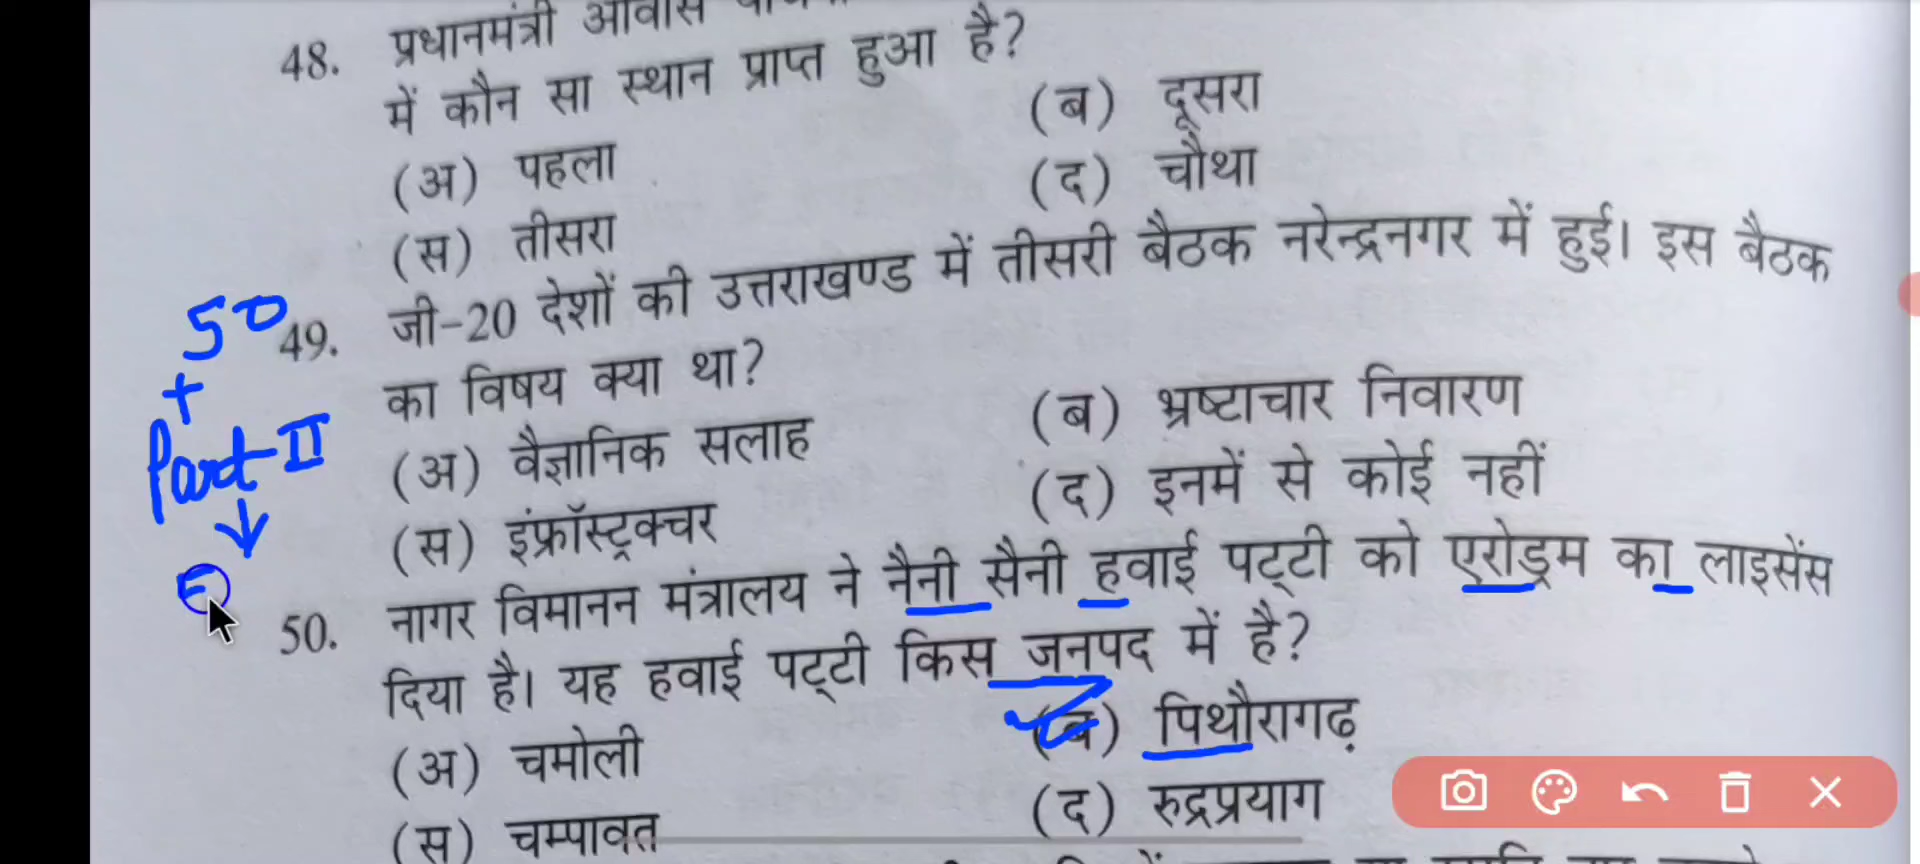 48. प्रधानमंत्री आवास
में कौन सा स्थान प्राप्त हुआ है?
(अ) पहला
(ब) दूसरा
(स) तीसरा
(द) चौथा
49. जी-20 देशों की उत्तराखण्ड में तीसरी बैठक नरेन्द्रनगर में हुई। इस बैठक
का विषय क्या था?
(अ) वैज्ञानिक सलाह
(ब) भ्रष्टाचार निवारण
(स) इंफ्रॉस्ट्रक्चर
(द) इनमें से कोई नहीं
50. नागर विमानन मंत्रालय ने नैनी सैनी हवाई पट्टी को एरोड्रम का लाइसेंस
दिया है। यह हवाई पट्टी किस जनपद में है?
(अ) चमोली
(ब) पिथौरागढ़
(स) चम्पावत
(द) रुद्रप्रयाग
50
+
Part-II